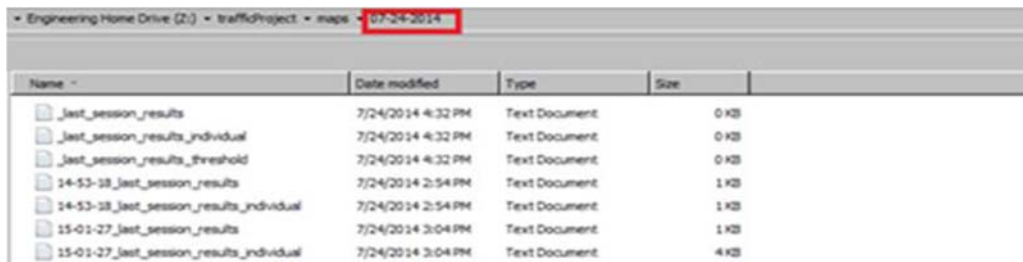 Engineering Home Drive (Z:) ▾ trafficProject ▾ maps ▾ 07-24-2014
Name Date modified Type Size
_last_session_results 7/24/2014 4:32 PM Text Document 0 KB
_last_session_results_individual 7/24/2014 4:32 PM Text Document 0 KB
_last_session_results_threshold 7/24/2014 4:32 PM Text Document 0 KB
14-53-18_last_session_results 7/24/2014 2:54 PM Text Document 1 KB
14-53-18_last_session_results_individual 7/24/2014 2:54 PM Text Document 1 KB
15-01-27_last_session_results 7/24/2014 3:04 PM Text Document 1 KB
15-01-27_last_session_results_individual 7/24/2014 3:04 PM Text Document 4 KB